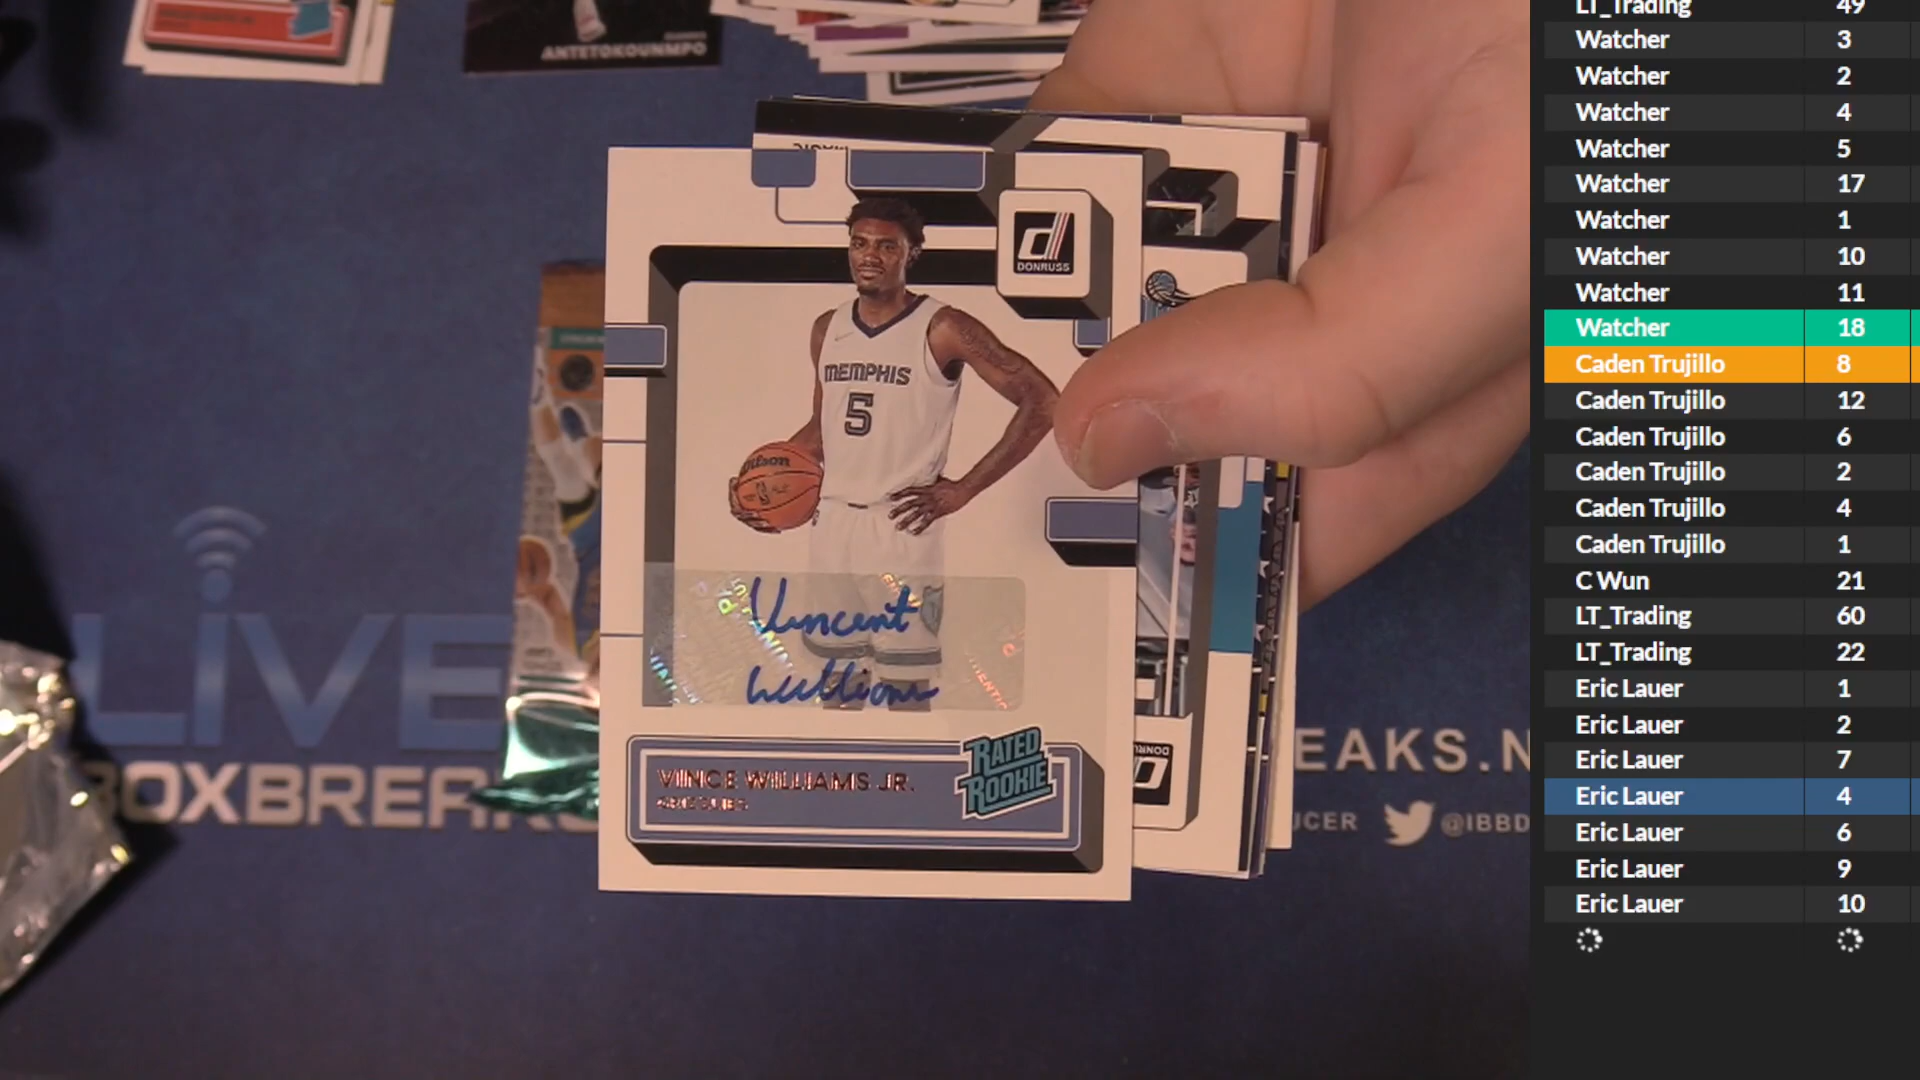 ANTETOKOUNMPO
DONRUSS
MEMPHIS
5
Wilson
Vincent
Williams
VINCE WILLIAMS JR.
GRIZZLIES
RATED
ROOKIE
DONRUSS
LiVE
BOXBREA
EAKS.N
UCER
@IBBD
LT_Trading 49
Watcher 3
Watcher 2
Watcher 4
Watcher 5
Watcher 17
Watcher 1
Watcher 10
Watcher 11
Watcher 18
Caden Trujillo 8
Caden Trujillo 12
Caden Trujillo 6
Caden Trujillo 2
Caden Trujillo 4
Caden Trujillo 1
C Wun 21
LT_Trading 60
LT_Trading 22
Eric Lauer 1
Eric Lauer 2
Eric Lauer 7
Eric Lauer 4
Eric Lauer 6
Eric Lauer 9
Eric Lauer 10